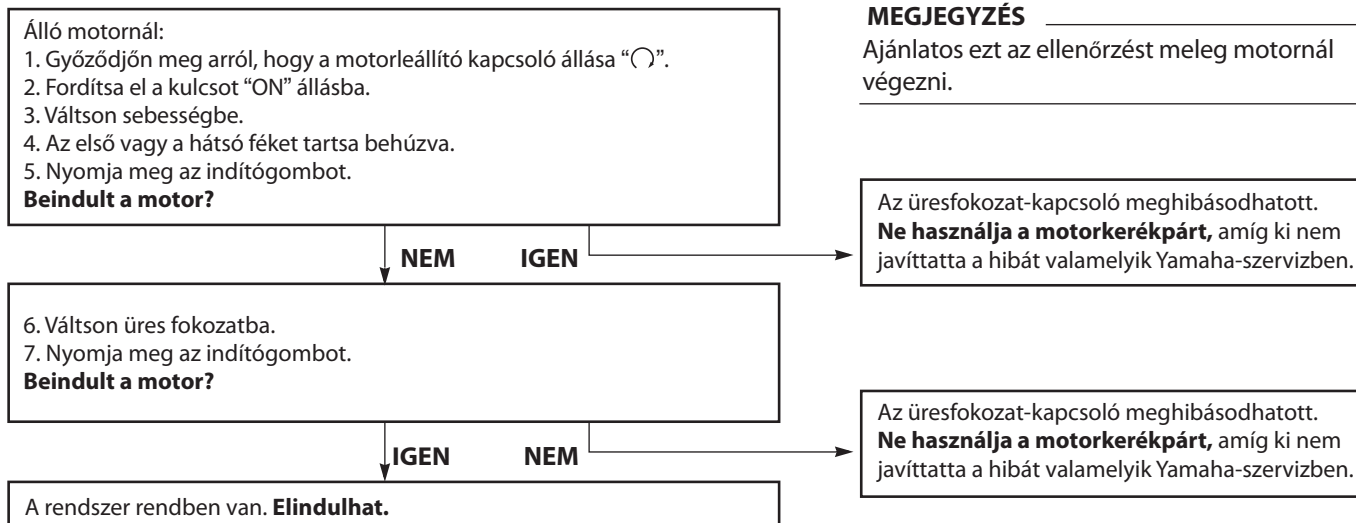 Álló motornál:
1. Győződjőn meg arról, hogy a motorleállító kapcsoló állása “◯”.
2. Fordítsa el a kulcsot “ON” állásba.
3. Váltson sebességbe.
4. Az első vagy a hátsó féket tartsa behúzva.
5. Nyomja meg az indítógombot.
Beindult a motor?
MEGJEGYZÉS
Ajánlatos ezt az ellenőrzést meleg motornál
végezni.
NEM IGEN
Az üresfokozat-kapcsoló meghibásodhatott.
Ne használja a motorkerékpárt, amíg ki nem
javíttatta a hibát valamelyik Yamaha-szervizben.
6. Váltson üres fokozatba.
7. Nyomja meg az indítógombot.
Beindult a motor?
IGEN NEM
Az üresfokozat-kapcsoló meghibásodhatott.
Ne használja a motorkerékpárt, amíg ki nem
javíttatta a hibát valamelyik Yamaha-szervizben.
A rendszer rendben van. Elindulhat.